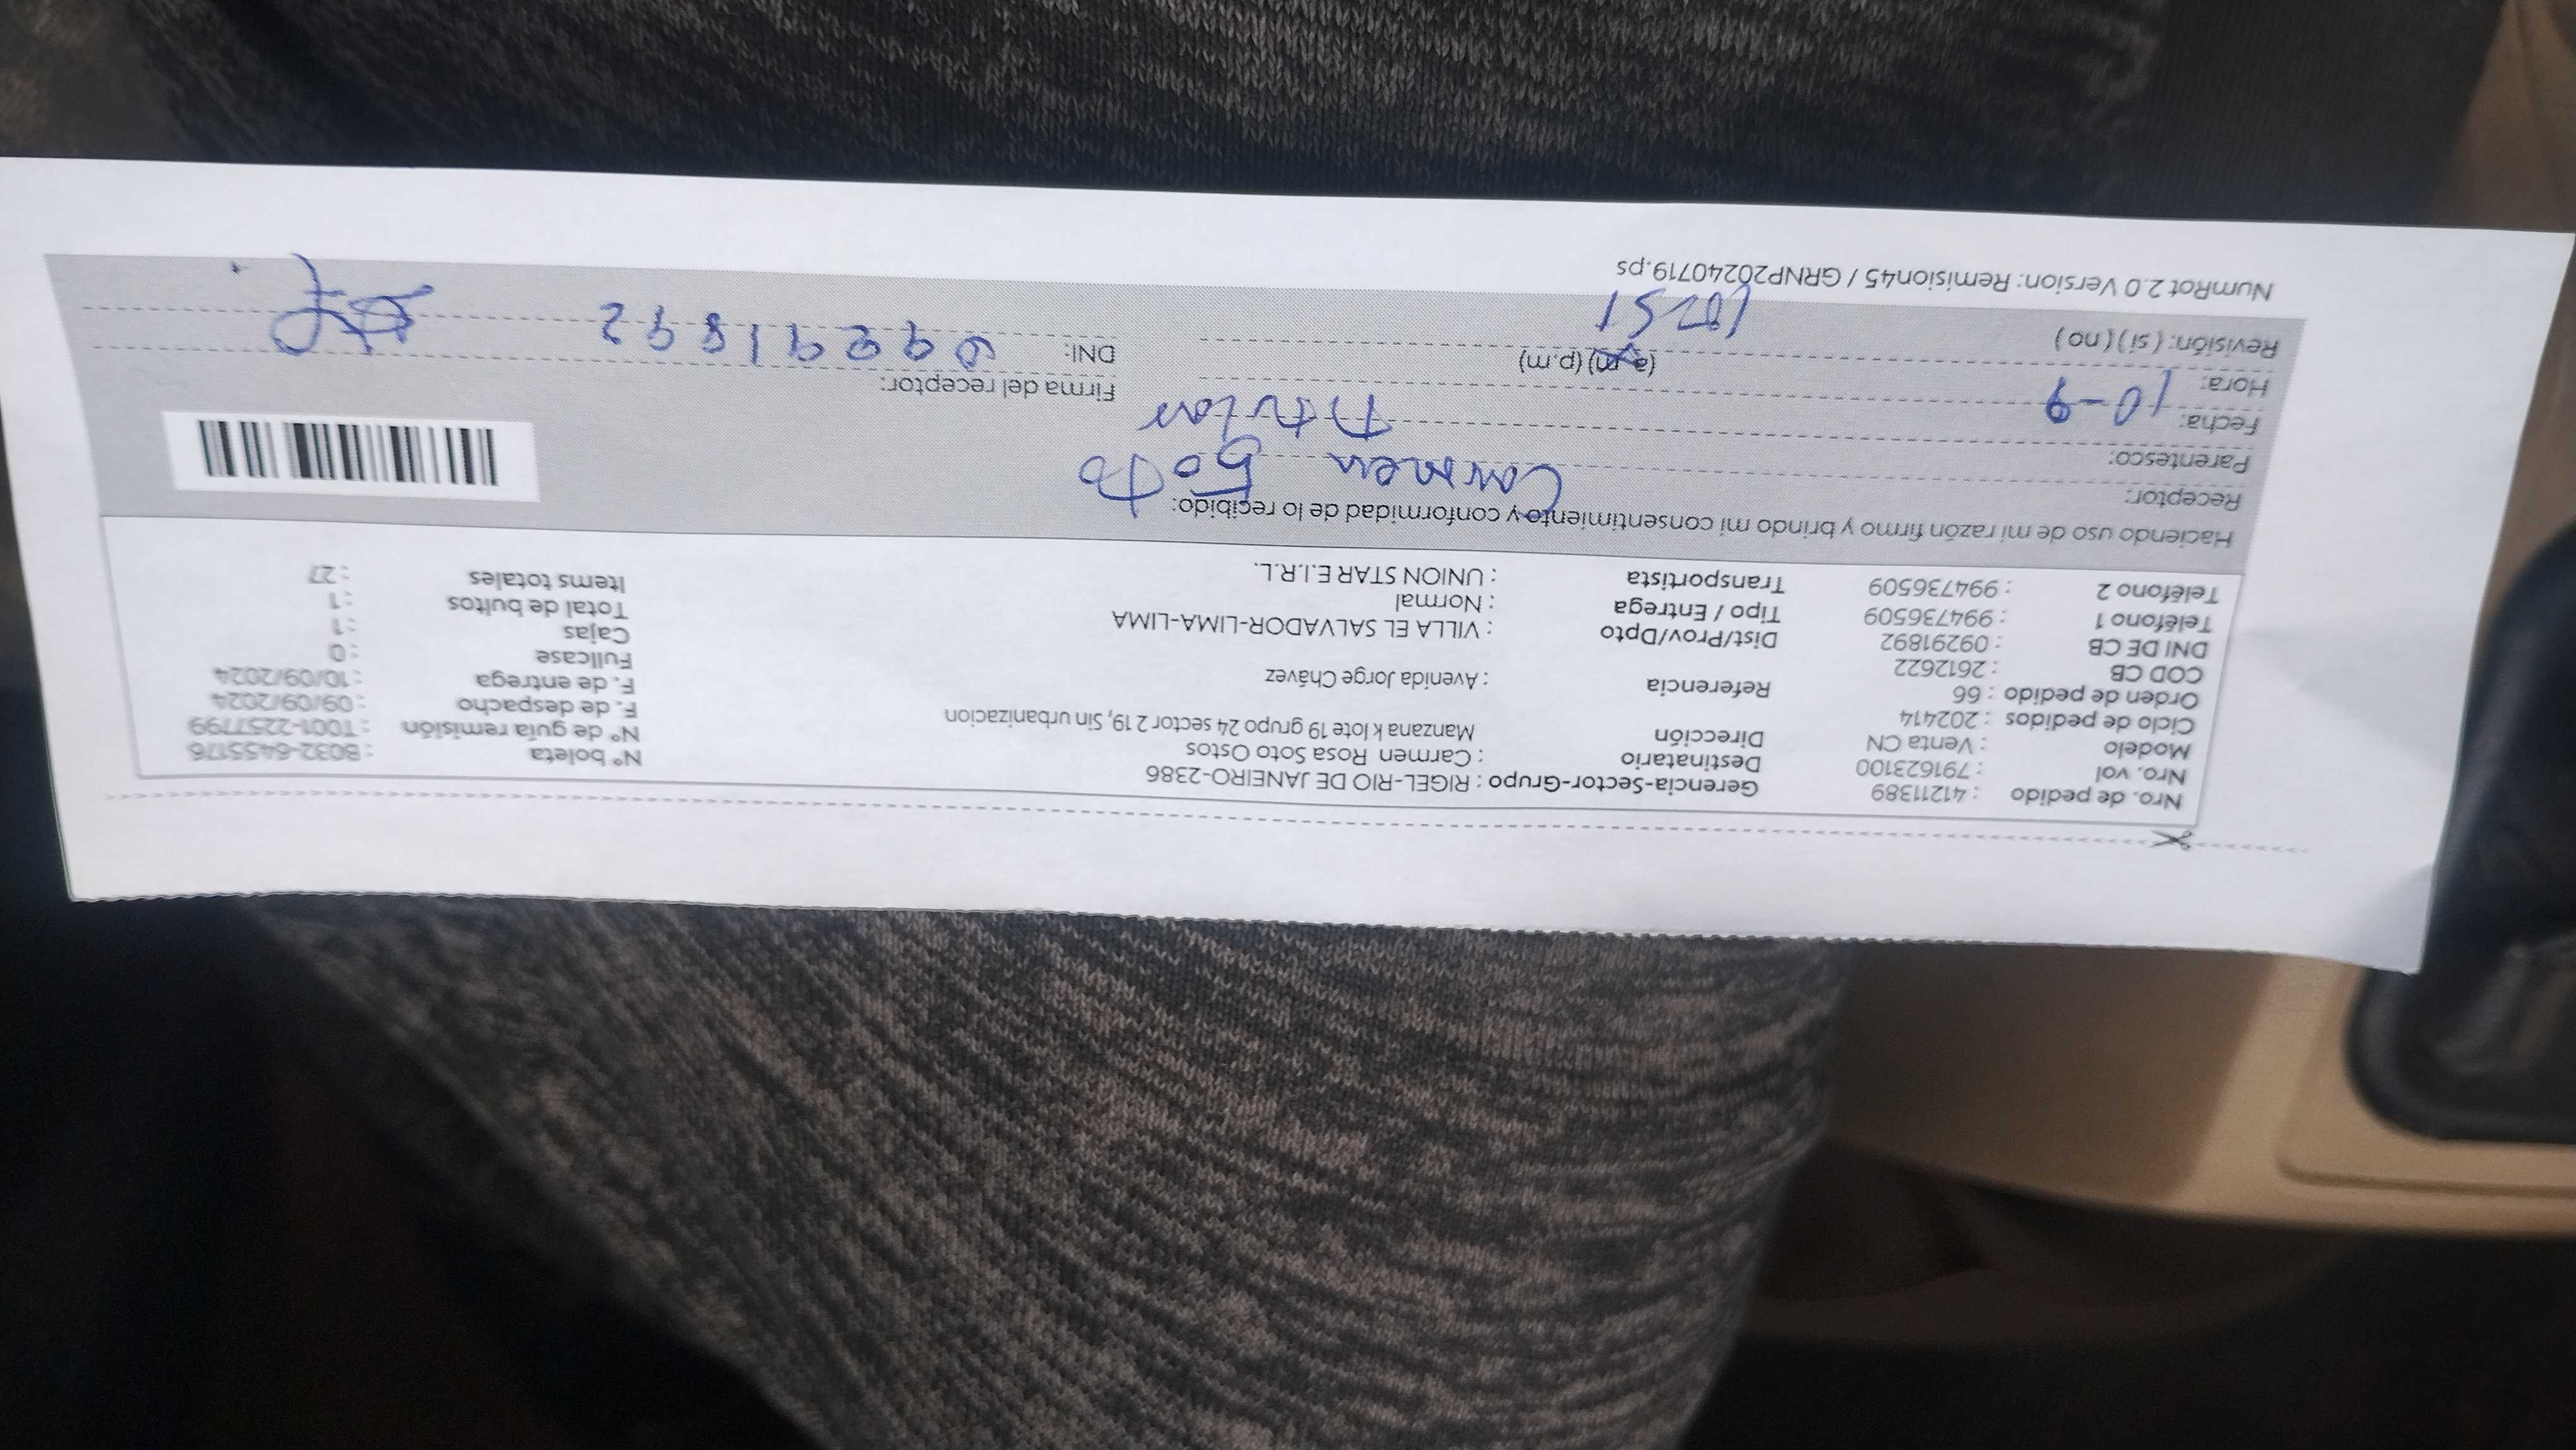 Nro. de pedido : 41211389 Gerencia-Sector-Grupo : RIGEL-RIO DE JANEIRO-2386 N° boleta : B032-6455176
Nro. vol : 791623100 Destinatario : Carmen Rosa Soto Ostos N° de guía remisión : T001-2257799
Modelo : Venta CN Dirección Manzana k lote 19 grupo 24 sector 2 19, Sin urbanizacion F. de despacho : 09/09/2024
Ciclo de pedidos : 202414 F. de entrega : 10/09/2024
Orden de pedido : 66 Referencia : Avenida Jorge Chávez Fullcase : 0
COD CB : 2612622 Cajas : 1
DNI DE CB : 09291892 Dist/Prov/Dpto : VILLA EL SALVADOR-LIMA-LIMA Total de bultos : 1
Teléfono 1 : 994736509 Tipo / Entrega : Normal Items totales : 27
Teléfono 2 : 994736509 Transportista : UNION STAR E.I.R.L.
Haciendo uso de mi razón firmo y brindo mi consentimiento y conformidad de lo recibido:
Receptor: Carmen Soto
Parentesco: titular
Fecha: 10-9 Firma del receptor:
Hora: (a.m) (p.m) DNI: 09291892
Revisión: ( si ) ( no )
NumRot 2.0 Version: Remision45 / GRNP20240719.ps